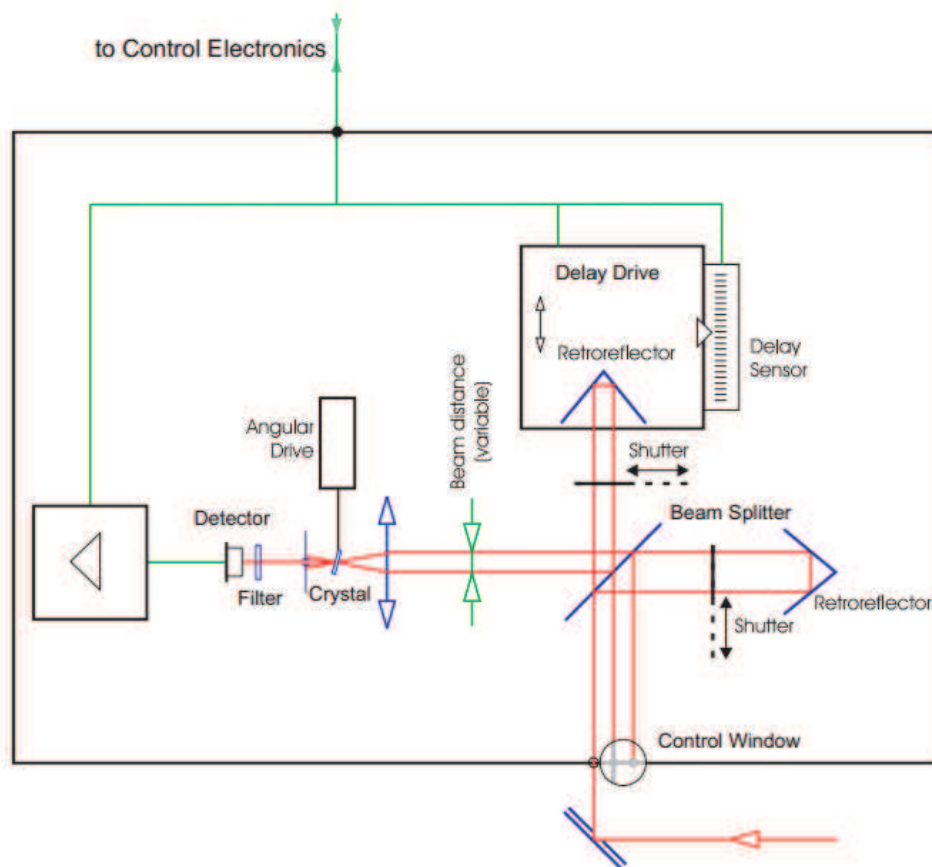 to Control Electronics
Delay Drive
Retroreflector
Delay
Sensor
Beam distance
(variable)
Angular
Drive
Shutter
Detector
Beam Splitter
Filter
Crystal
Retroreflector
Shutter
Control Window